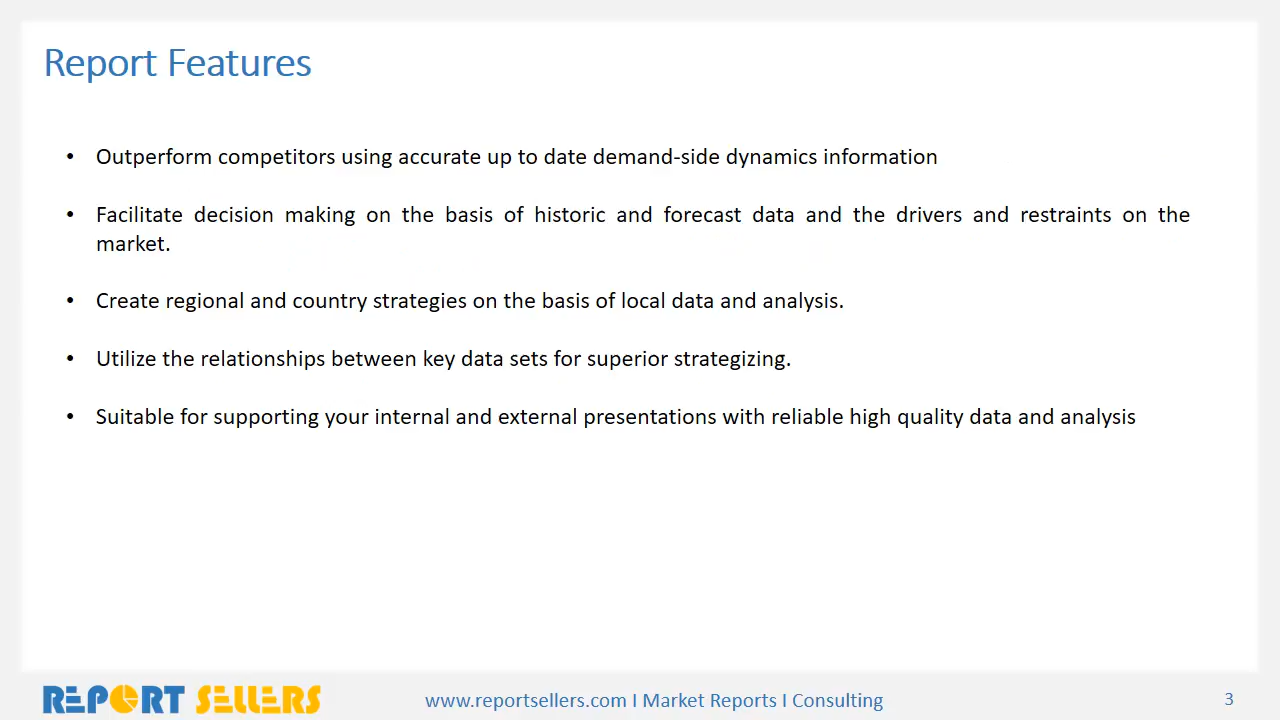 Report Features
• Outperform competitors using accurate up to date demand-side dynamics information
• Facilitate decision making on the basis of historic and forecast data and the drivers and restraints on the
market.
• Create regional and country strategies on the basis of local data and analysis.
• Utilize the relationships between key data sets for superior strategizing.
• Suitable for supporting your internal and external presentations with reliable high quality data and analysis
REPORT SELLERS
www.reportsellers.com I Market Reports I Consulting
3